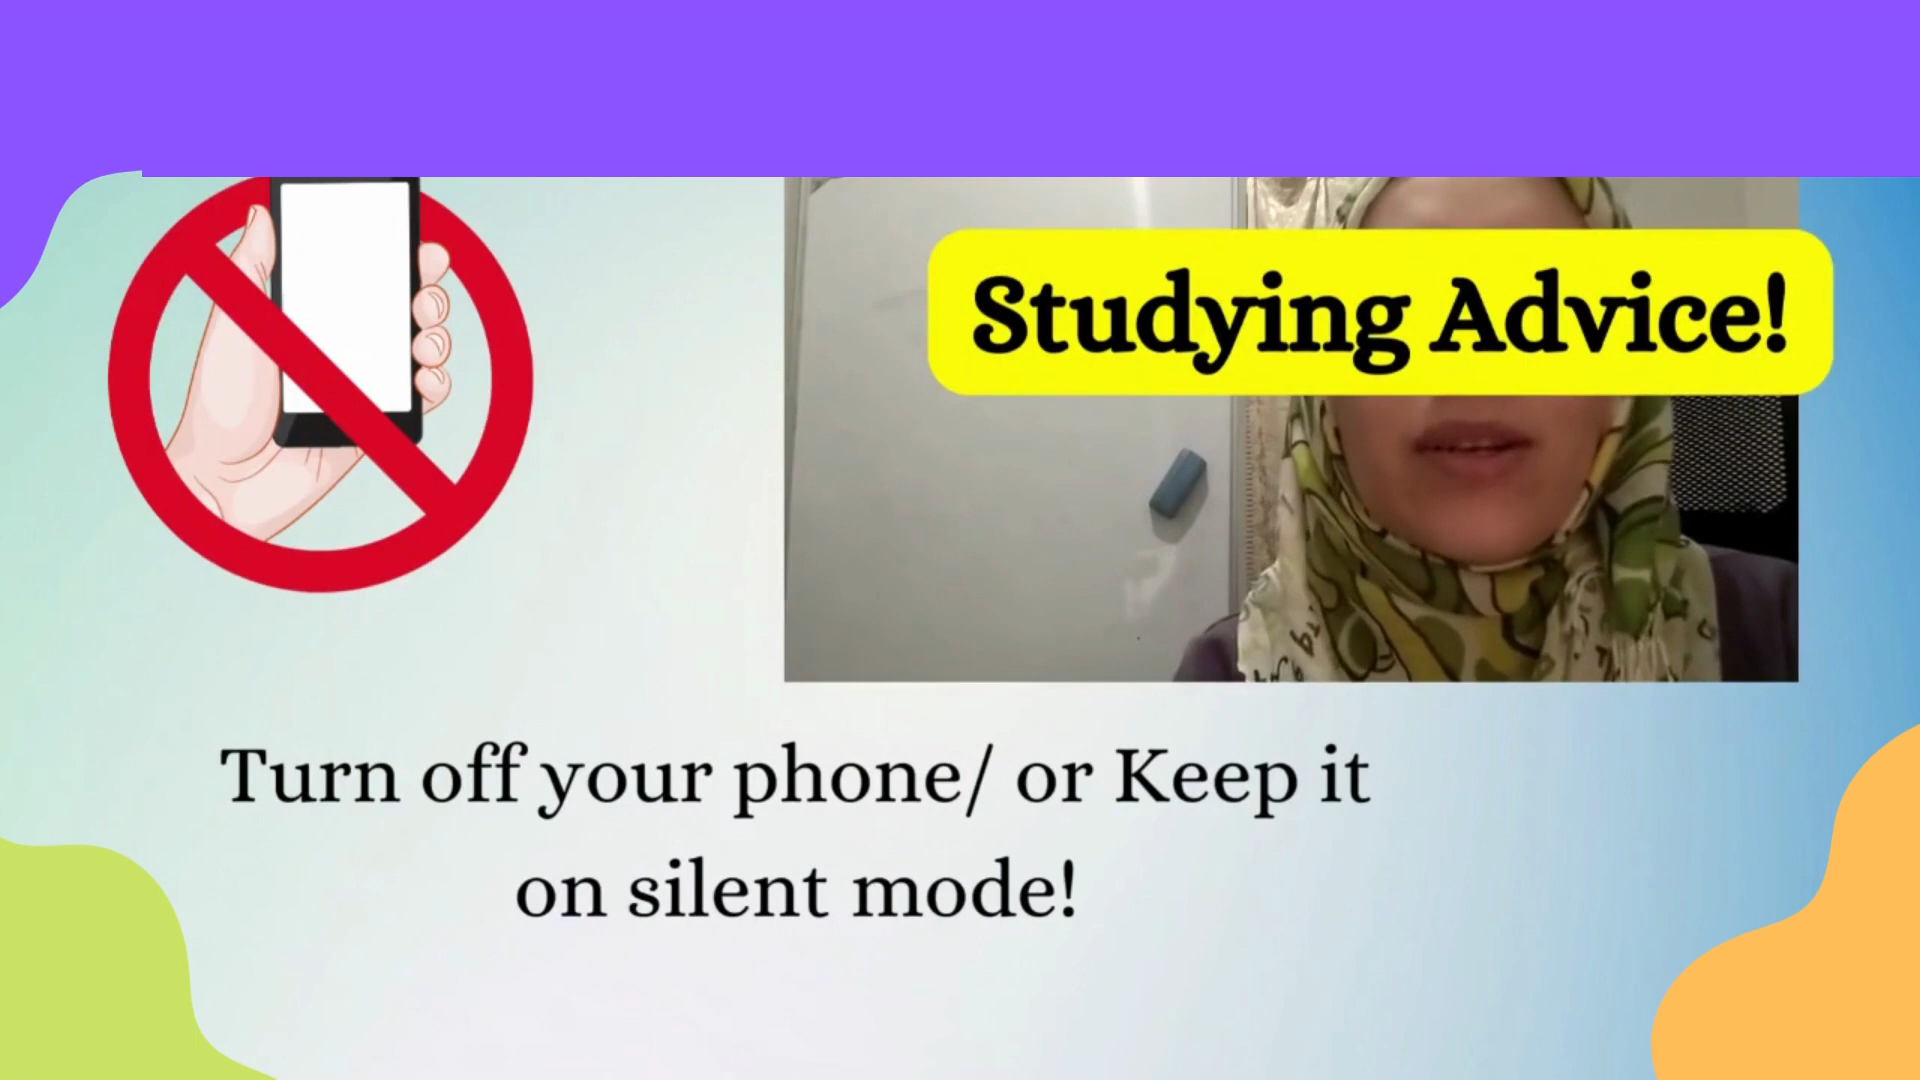 Studying Advice!
Turn off your phone/ or Keep it
on silent mode!